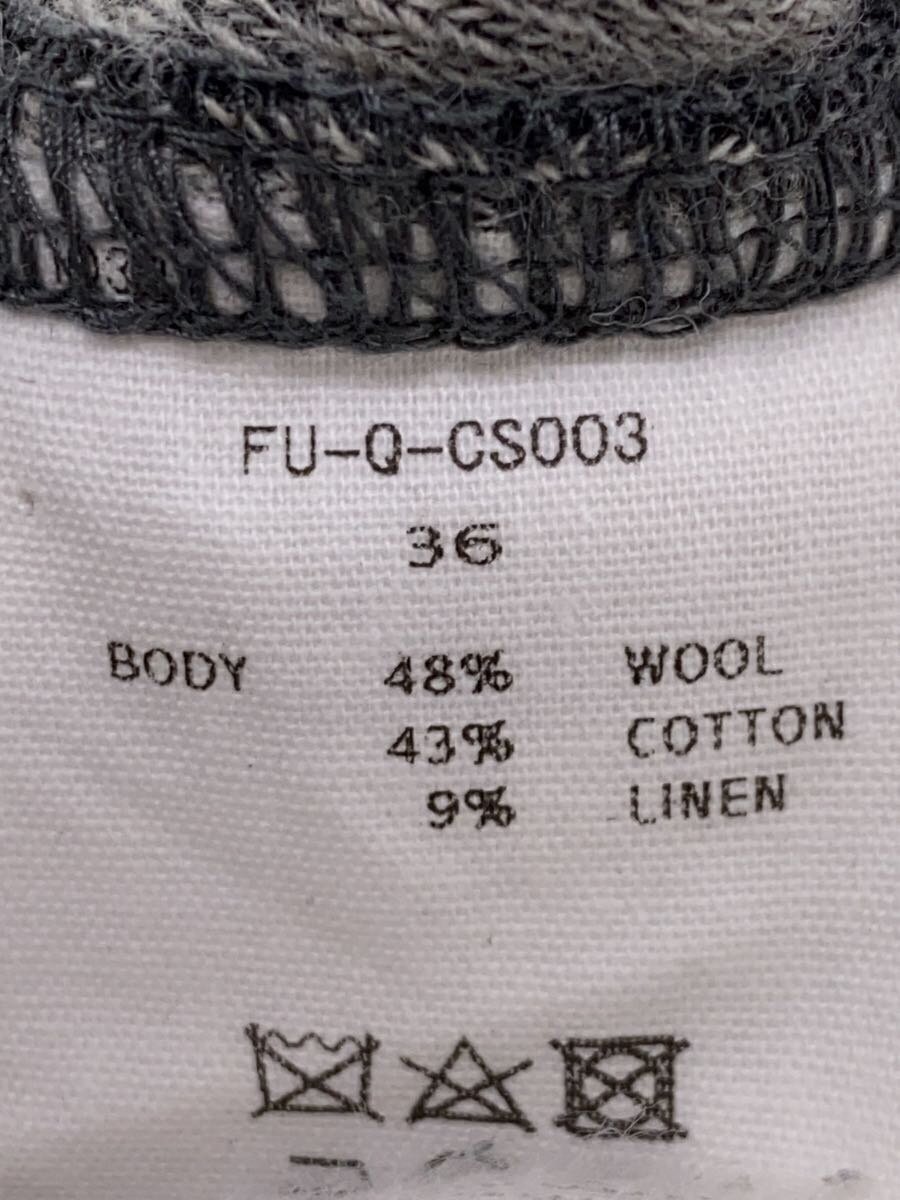 FU-Q-CS003
36
BODY 48% WOOL
43% COTTON
9% LINEN